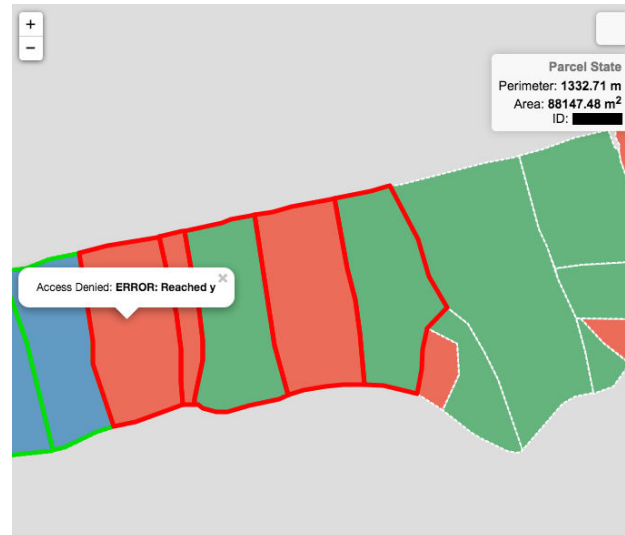 +
−
Parcel State
Perimeter: 1332.71 m
Area: 88147.48 m²
ID:
Access Denied: ERROR: Reached y
×